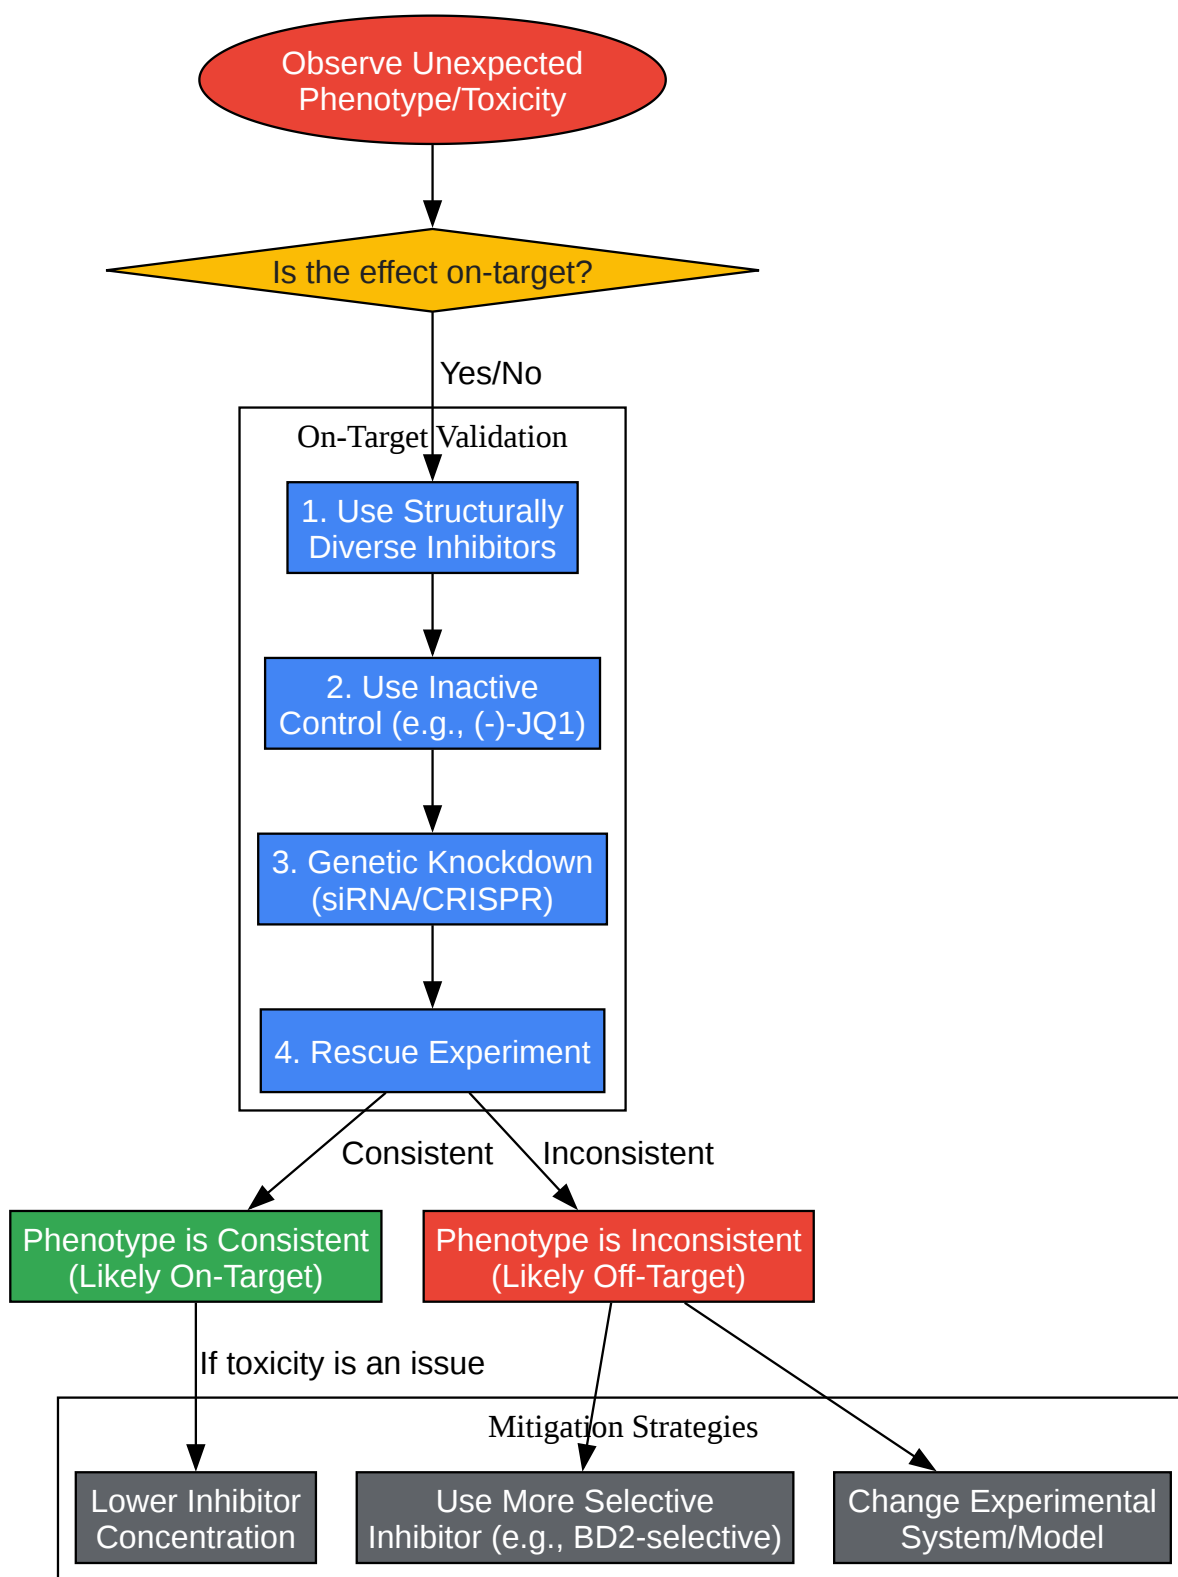 Observe Unexpected
Phenotype/Toxicity
Is the effect on-target?
Yes/No
On-Target Validation
1. Use Structurally
Diverse Inhibitors
2. Use Inactive
Control (e.g., (-)-JQ1)
3. Genetic Knockdown
(siRNA/CRISPR)
4. Rescue Experiment
Consistent
Inconsistent
Phenotype is Consistent
(Likely On-Target)
Phenotype is Inconsistent
(Likely Off-Target)
If toxicity is an issue
Mitigation Strategies
Lower Inhibitor
Concentration
Use More Selective
Inhibitor (e.g., BD2-selective)
Change Experimental
System/Model